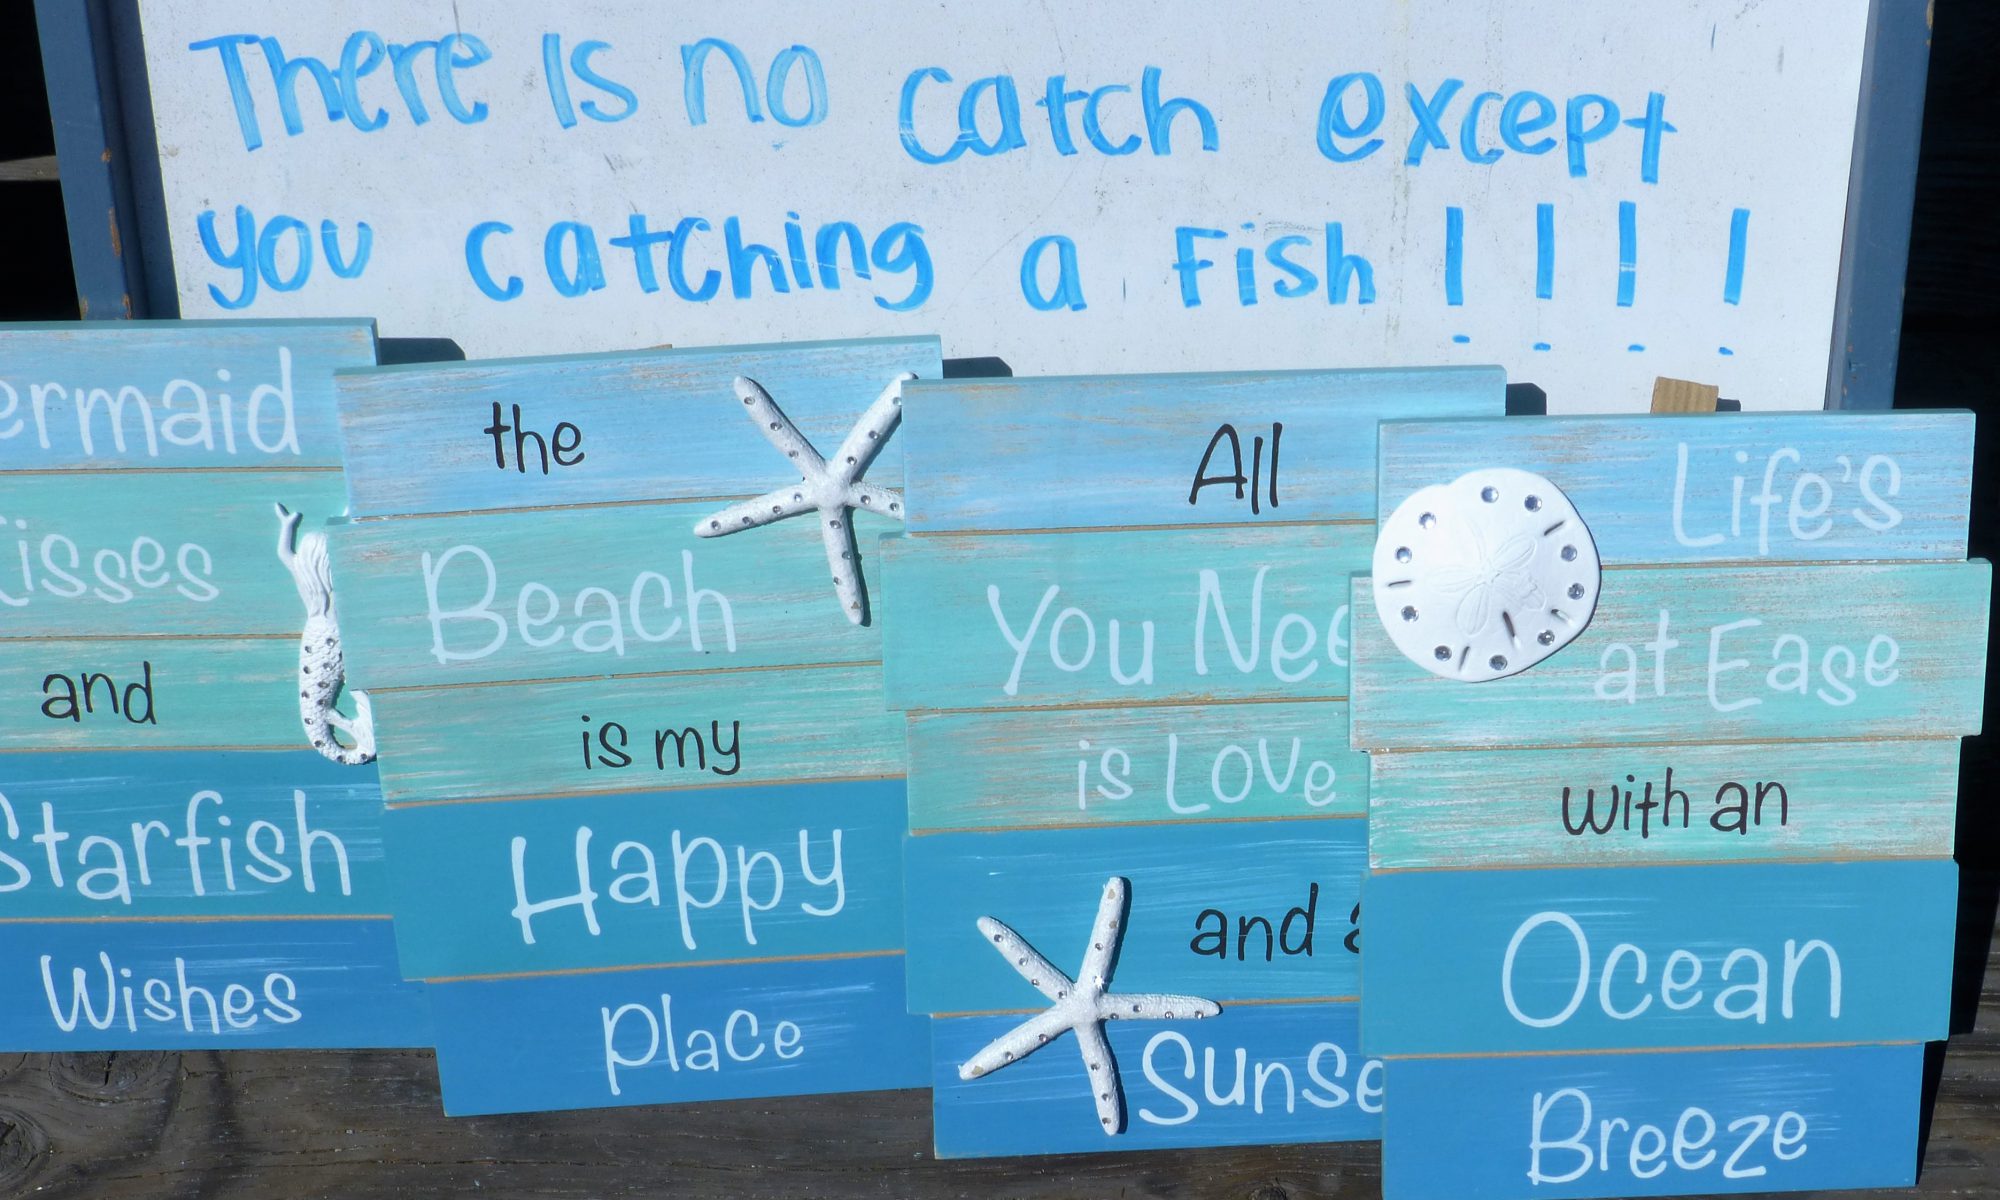 There is no catch except
you catching a Fish ! ! ! !
ermaid
Kisses
and
Starfish
Wishes
the
Beach
is my
Happy
Place
All
You Nee
is Love
and a
Sunse
Life's
at Ease
with an
Ocean
Breeze